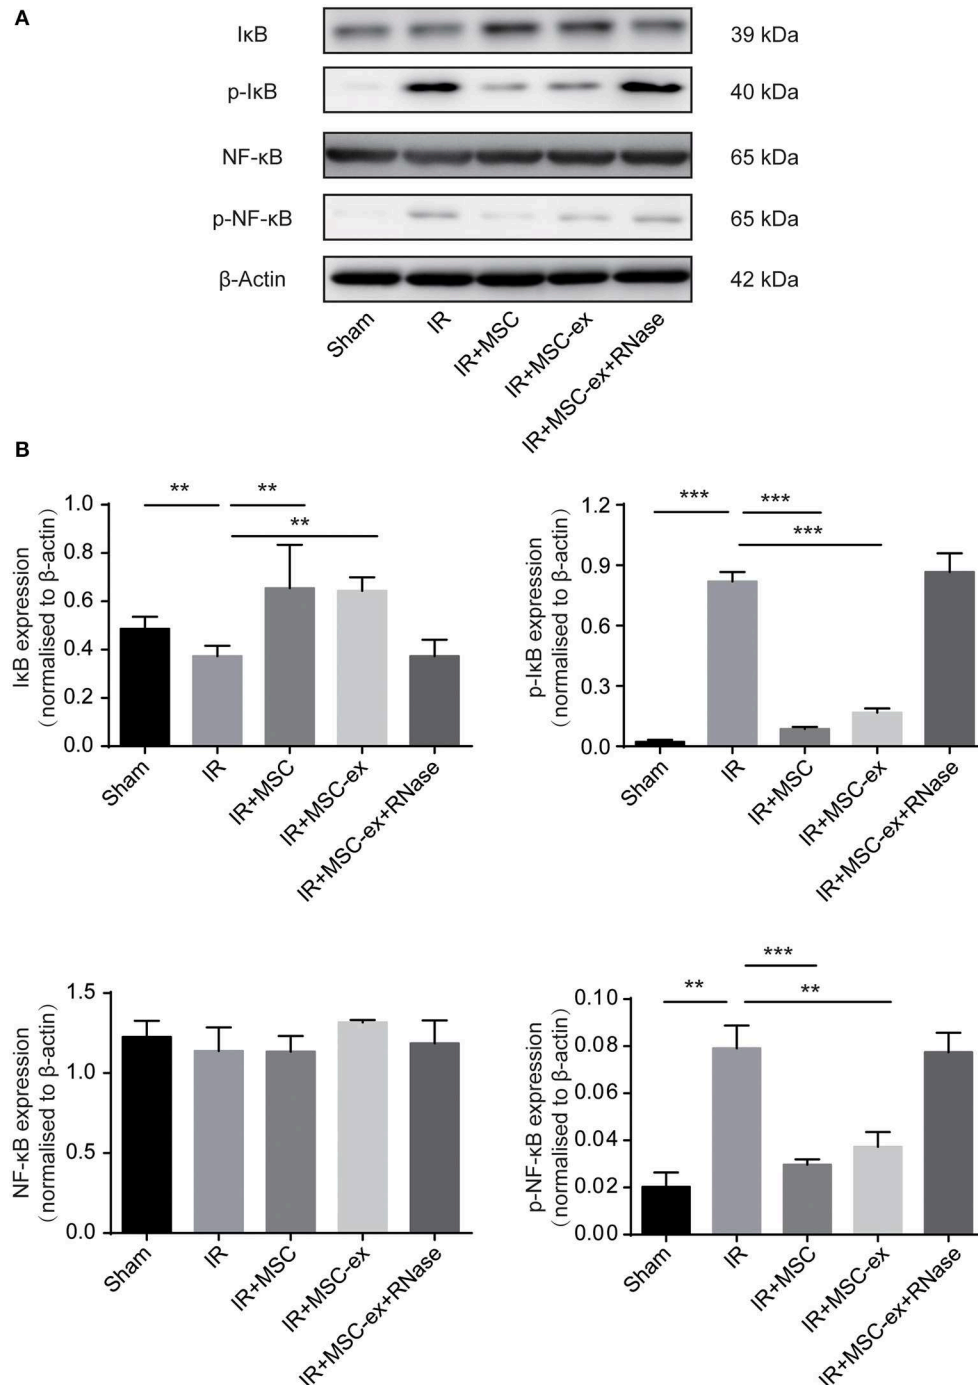 A
IκB 39 kDa
p-IκB 40 kDa
NF-κB 65 kDa
p-NF-κB 65 kDa
β-Actin 42 kDa
Sham
IR
IR+MSC
IR+MSC-ex
IR+MSC-ex+RNase
B
IκB expression
(normalised to β-actin)
1.0
0.8
0.6
0.4
0.2
0.0
**
**
**
Sham
IR
IR+MSC
IR+MSC-ex
IR+MSC-ex+RNase
p-IκB expression
(normalised to β-actin)
1.2
0.9
0.6
0.3
0.0
***
***
***
Sham
IR
IR+MSC
IR+MSC-ex
IR+MSC-ex+RNase
NF-κB expression
(normalised to β-actin)
1.5
1.0
0.5
0.0
Sham
IR
IR+MSC
IR+MSC-ex
IR+MSC-ex+RNase
p-NF-κB expression
(normalised to β-actin)
0.10
0.08
0.06
0.04
0.02
0.00
***
**
**
Sham
IR
IR+MSC
IR+MSC-ex
IR+MSC-ex+RNase